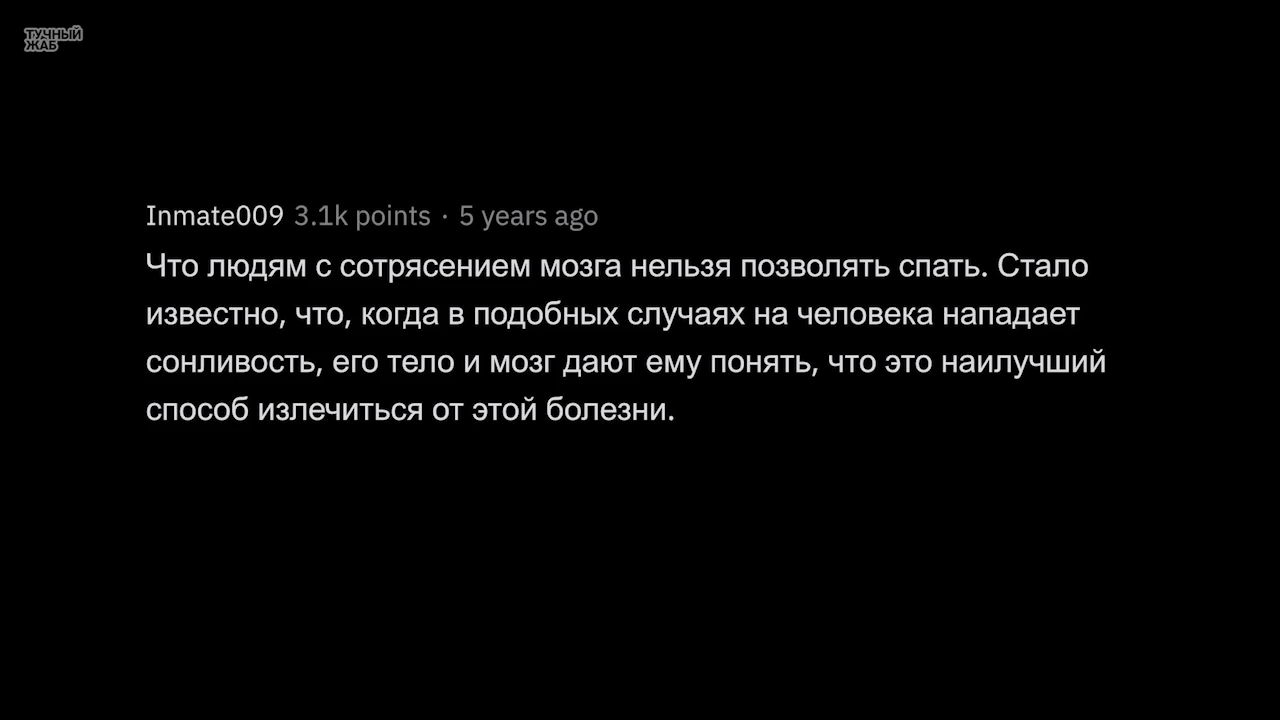 ТУЧНЫЙ
ЖАБ
Inmate009 3.1k points · 5 years ago
Что людям с сотрясением мозга нельзя позволять спать. Стало
известно, что, когда в подобных случаях на человека нападает
сонливость, его тело и мозг дают ему понять, что это наилучший
способ излечиться от этой болезни.